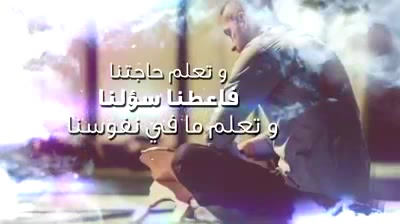 و تعلم حاجتنا
فاعطنا سؤلنا
و تعلم ما في نفوسنا